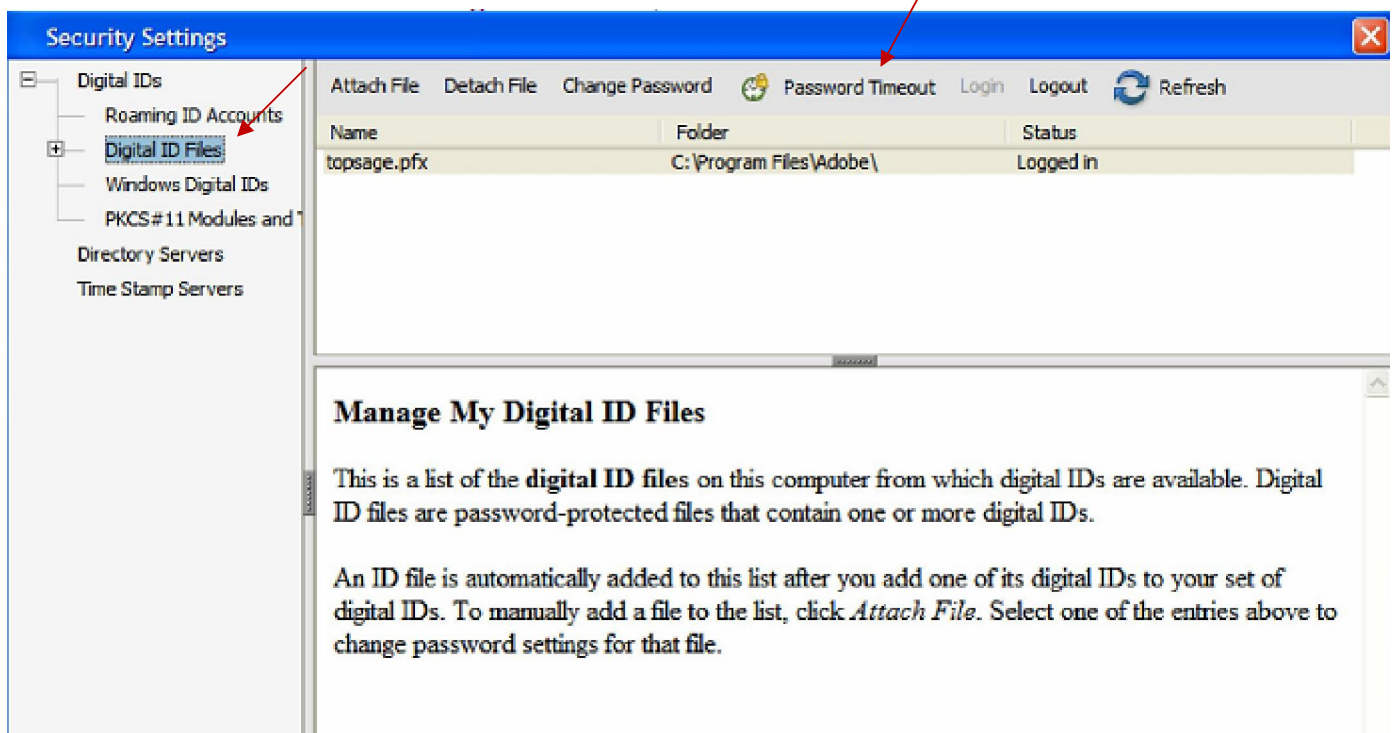 Security Settings
Digital IDs
Roaming ID Accounts
Digital ID Files
Windows Digital IDs
PKCS#11 Modules and
Directory Servers
Time Stamp Servers
Attach File Detach File Change Password Password Timeout Login Logout Refresh
Name Folder Status
topsage.pfx C:\Program Files\Adobe\ Logged in
Manage My Digital ID Files
This is a list of the digital ID files on this computer from which digital IDs are available. Digital
ID files are password-protected files that contain one or more digital IDs.
An ID file is automatically added to this list after you add one of its digital IDs to your set of
digital IDs. To manually add a file to the list, click Attach File. Select one of the entries above to
change password settings for that file.